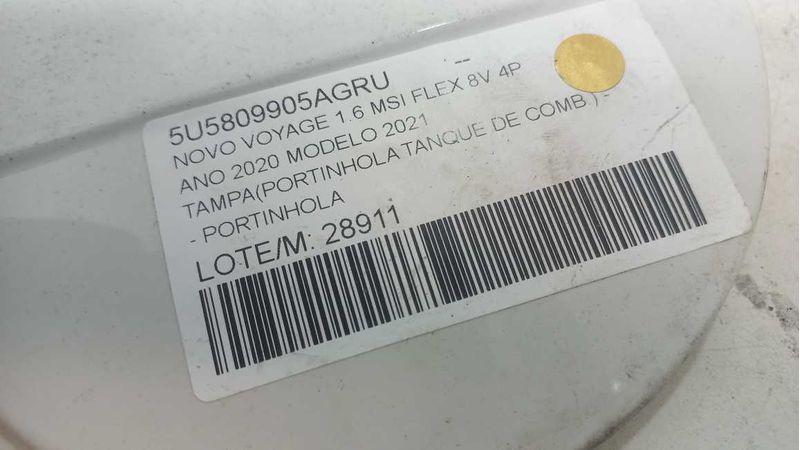 5U5809905AGRU --
NOVO VOYAGE 1.6 MSI FLEX 8V 4P
ANO 2020 MODELO 2021
TAMPA(PORTINHOLA TANQUE DE COMB.) -
- PORTINHOLA
LOTE/M: 28911